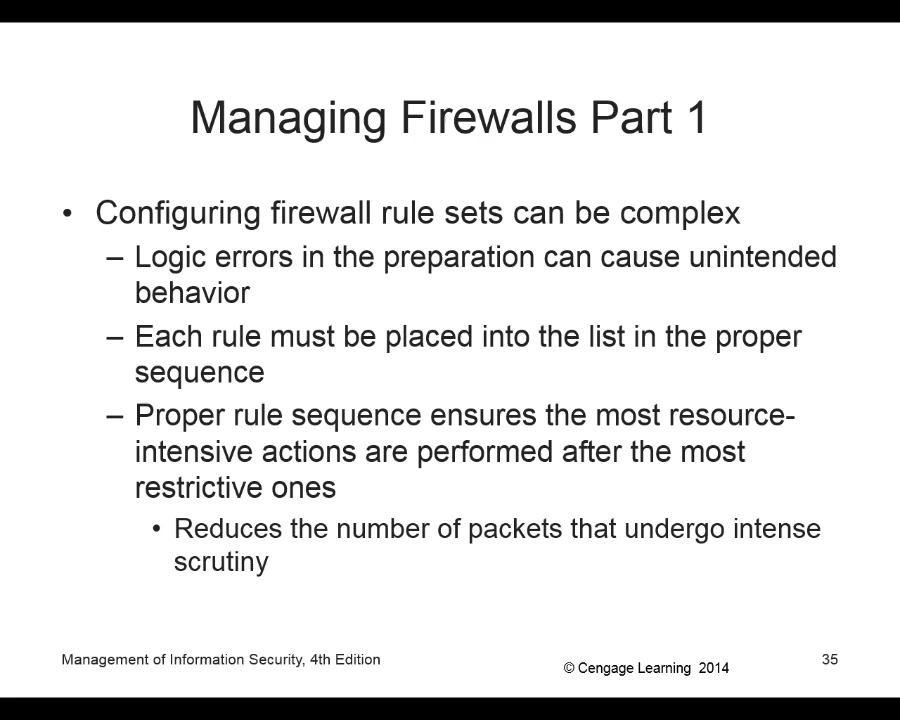 Managing Firewalls Part 1
• Configuring firewall rule sets can be complex
– Logic errors in the preparation can cause unintended
behavior
– Each rule must be placed into the list in the proper
sequence
– Proper rule sequence ensures the most resource-
intensive actions are performed after the most
restrictive ones
• Reduces the number of packets that undergo intense
scrutiny
Management of Information Security, 4th Edition
© Cengage Learning 2014
35